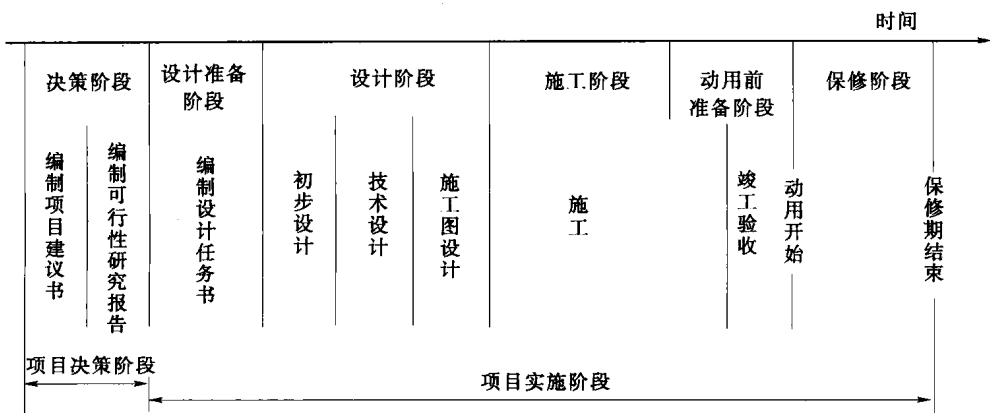 时间
决策阶段
设计准备
阶段
设计阶段
施工阶段
动用前
准备阶段
保修阶段
编制项目建议书
编制可行性研究报告
编制设计任务书
初步设计
技术设计
施工图设计
施工
竣工验收
动用开始
保修期结束
项目决策阶段
项目实施阶段